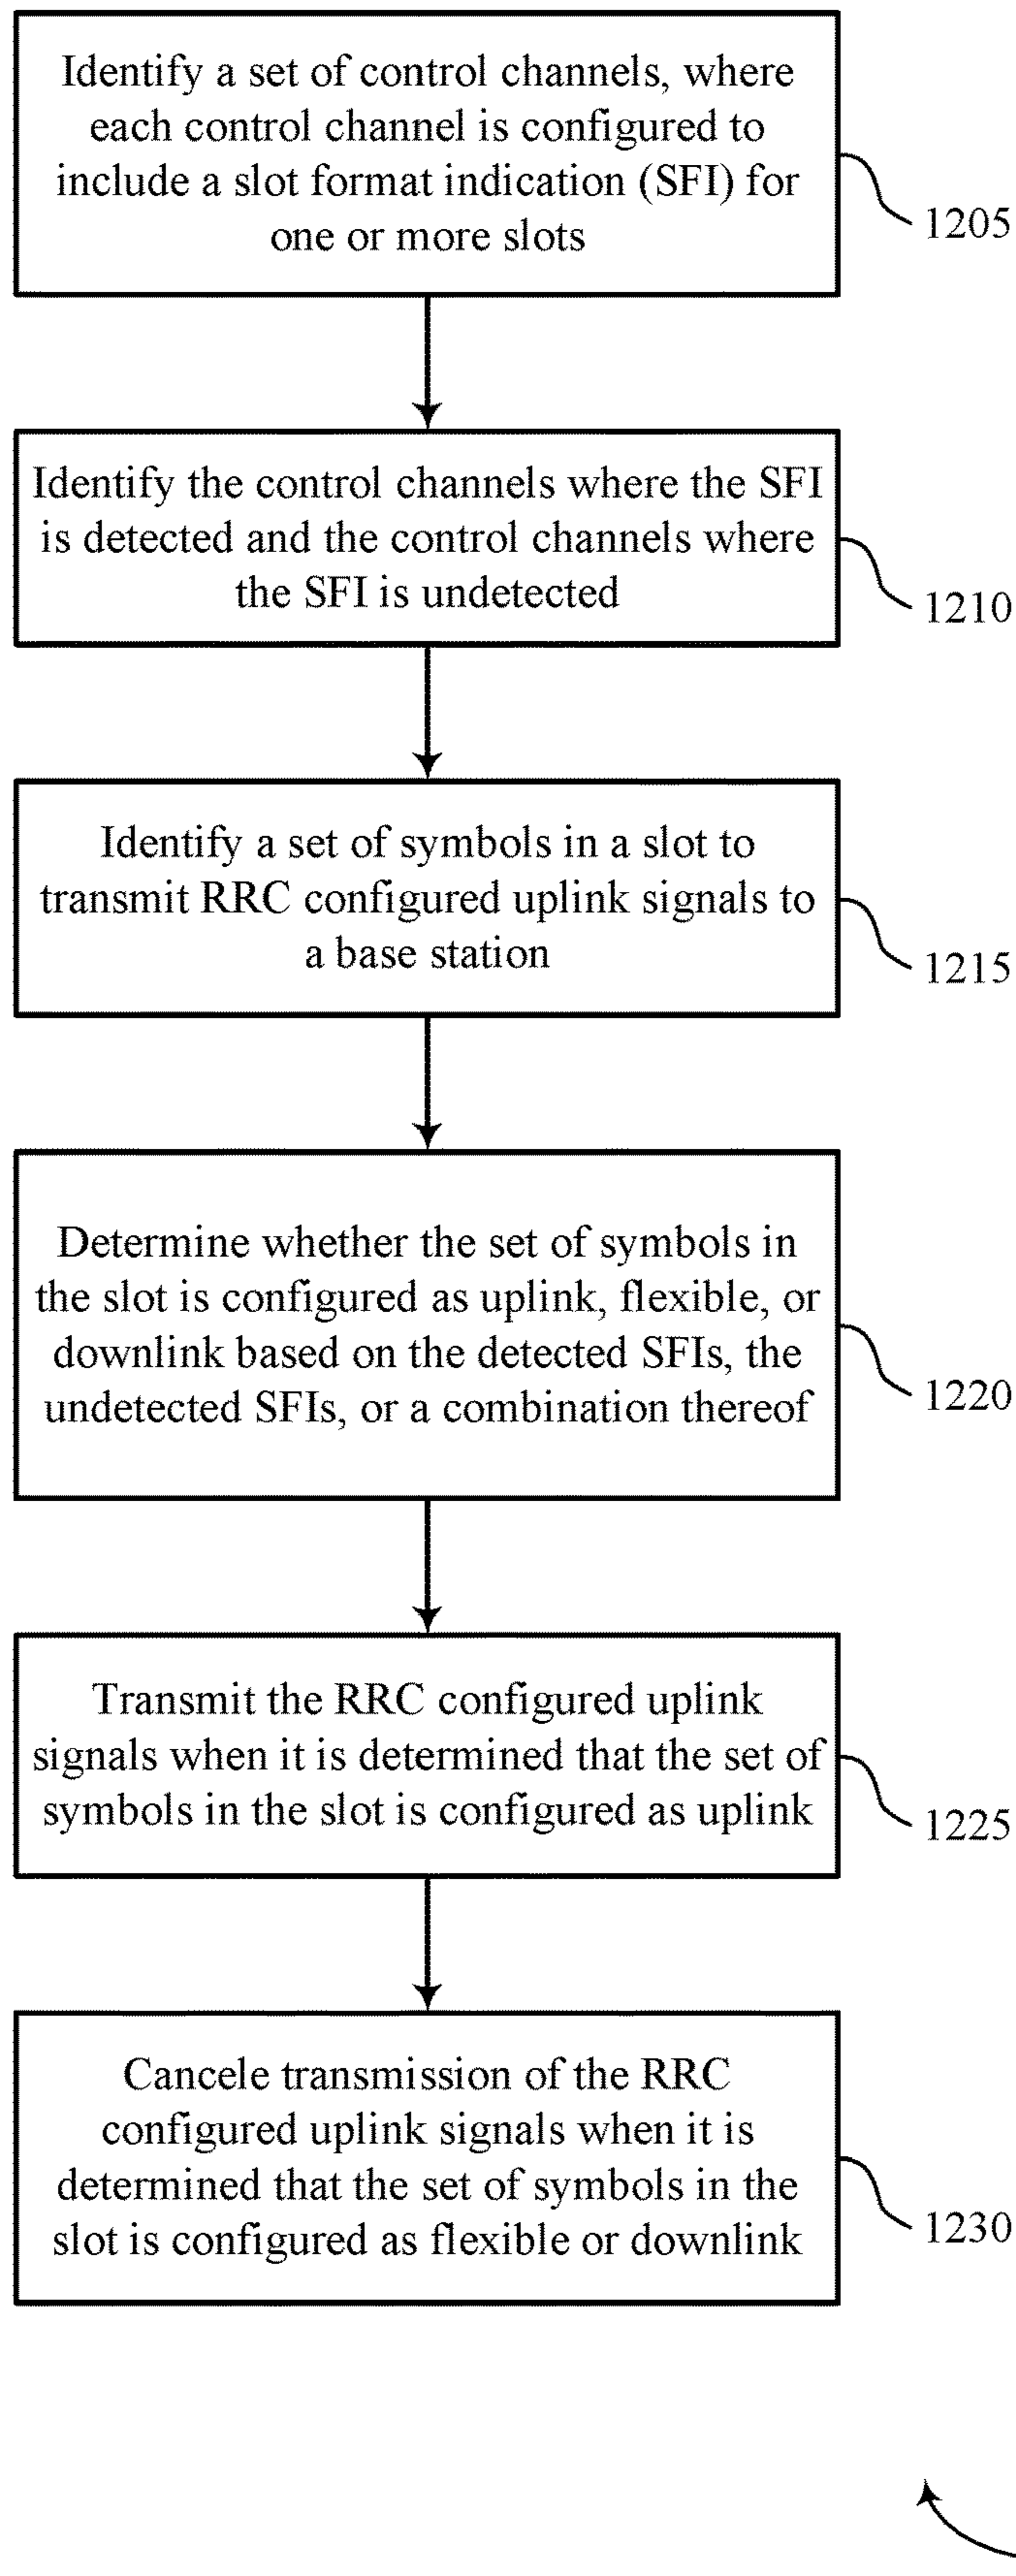 Identify a set of control channels, where
each control channel is configured to
include a slot format indication (SFI) for
one or more slots
1205
Identify the control channels where the SFI
is detected and the control channels where
the SFI is undetected
1210
Identify a set of symbols in a slot to
transmit RRC configured uplink signals to
a base station
1215
Determine whether the set of symbols in
the slot is configured as uplink, flexible, or
downlink based on the detected SFIs, the
undetected SFIs, or a combination thereof
1220
Transmit the RRC configured uplink
signals when it is determined that the set of
symbols in the slot is configured as uplink
1225
Cancele transmission of the RRC
configured uplink signals when it is
determined that the set of symbols in the
slot is configured as flexible or downlink
1230